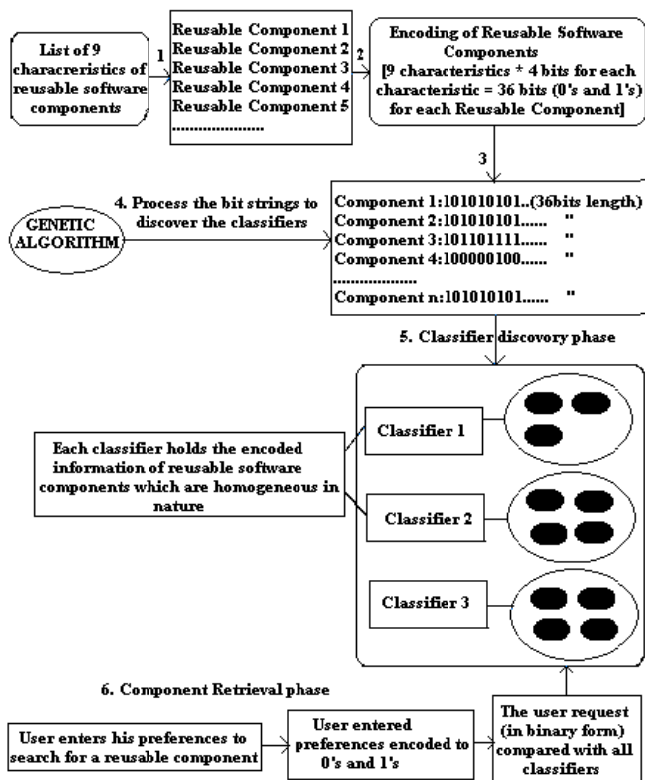 List of 9
characreristics of
reusable software
components
1
Reusable Component 1
Reusable Component 2
Reusable Component 3
Reusable Component 4
Reusable Component 5
.....................
2
Encoding of Reusable Software
Components
[9 characteristics * 4 bits for each
characteristic = 36 bits (0's and 1's)
for each Reusable Component]
3
4. Process the bit strings to
discover the classifiers
GENETIC
ALGORITHM
Component 1:101010101..(36bits length)
Component 2:101010101...... "
Component 3:101101111...... "
Component 4:100000100...... "
...................
Component n:101010101...... "
5. Classifier discovory phase
Classifier 1
Each classifier holds the encoded
information of reusable software
components which are homogeneous in
nature
Classifier 2
Classifier 3
6. Component Retrieval phase
User enters his preferences to
search for a reusable component
User entered
preferences encoded to
0's and 1's
The user request
(in binary form)
compared with all
classifiers